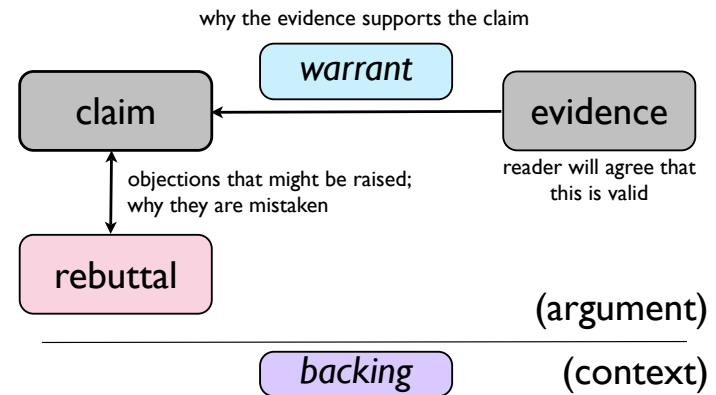 why the evidence supports the claim
warrant
claim
evidence
objections that might be raised;
why they are mistaken
reader will agree that
this is valid
rebuttal
(argument)
backing
(context)